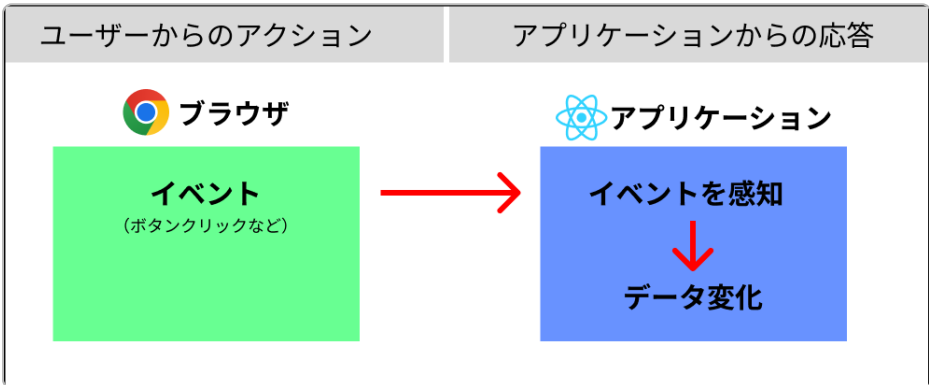 ユーザーからのアクション
アプリケーションからの応答
ブラウザ
アプリケーション
イベント
（ボタンクリックなど）
イベントを感知
データ変化